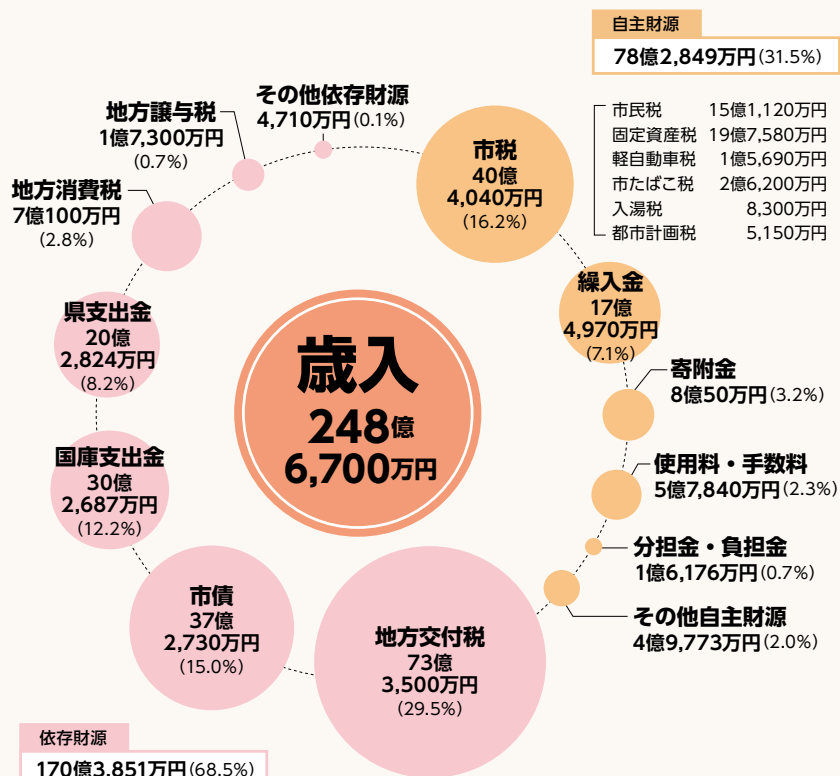 自主財源
78億2,849万円(31.5%)
市民税 15億1,120万円
固定資産税 19億7,580万円
軽自動車税 1億5,690万円
市たばこ税 2億6,200万円
入湯税 8,300万円
都市計画税 5,150万円
その他依存財源
4,710万円(0.1%)
地方譲与税
1億7,300万円
(0.7%)
地方消費税
7億100万円
(2.8%)
市税
40億
4,040万円
(16.2%)
繰入金
17億
4,970万円
(7.1%)
寄附金
8億50万円(3.2%)
使用料・手数料
5億7,840万円(2.3%)
分担金・負担金
1億6,176万円(0.7%)
その他自主財源
4億9,773万円(2.0%)
歳入
248億
6,700万円
県支出金
20億
2,824万円
(8.2%)
国庫支出金
30億
2,687万円
(12.2%)
市債
37億
2,730万円
(15.0%)
地方交付税
73億
3,500万円
(29.5%)
依存財源
170億3,851万円(68.5%)